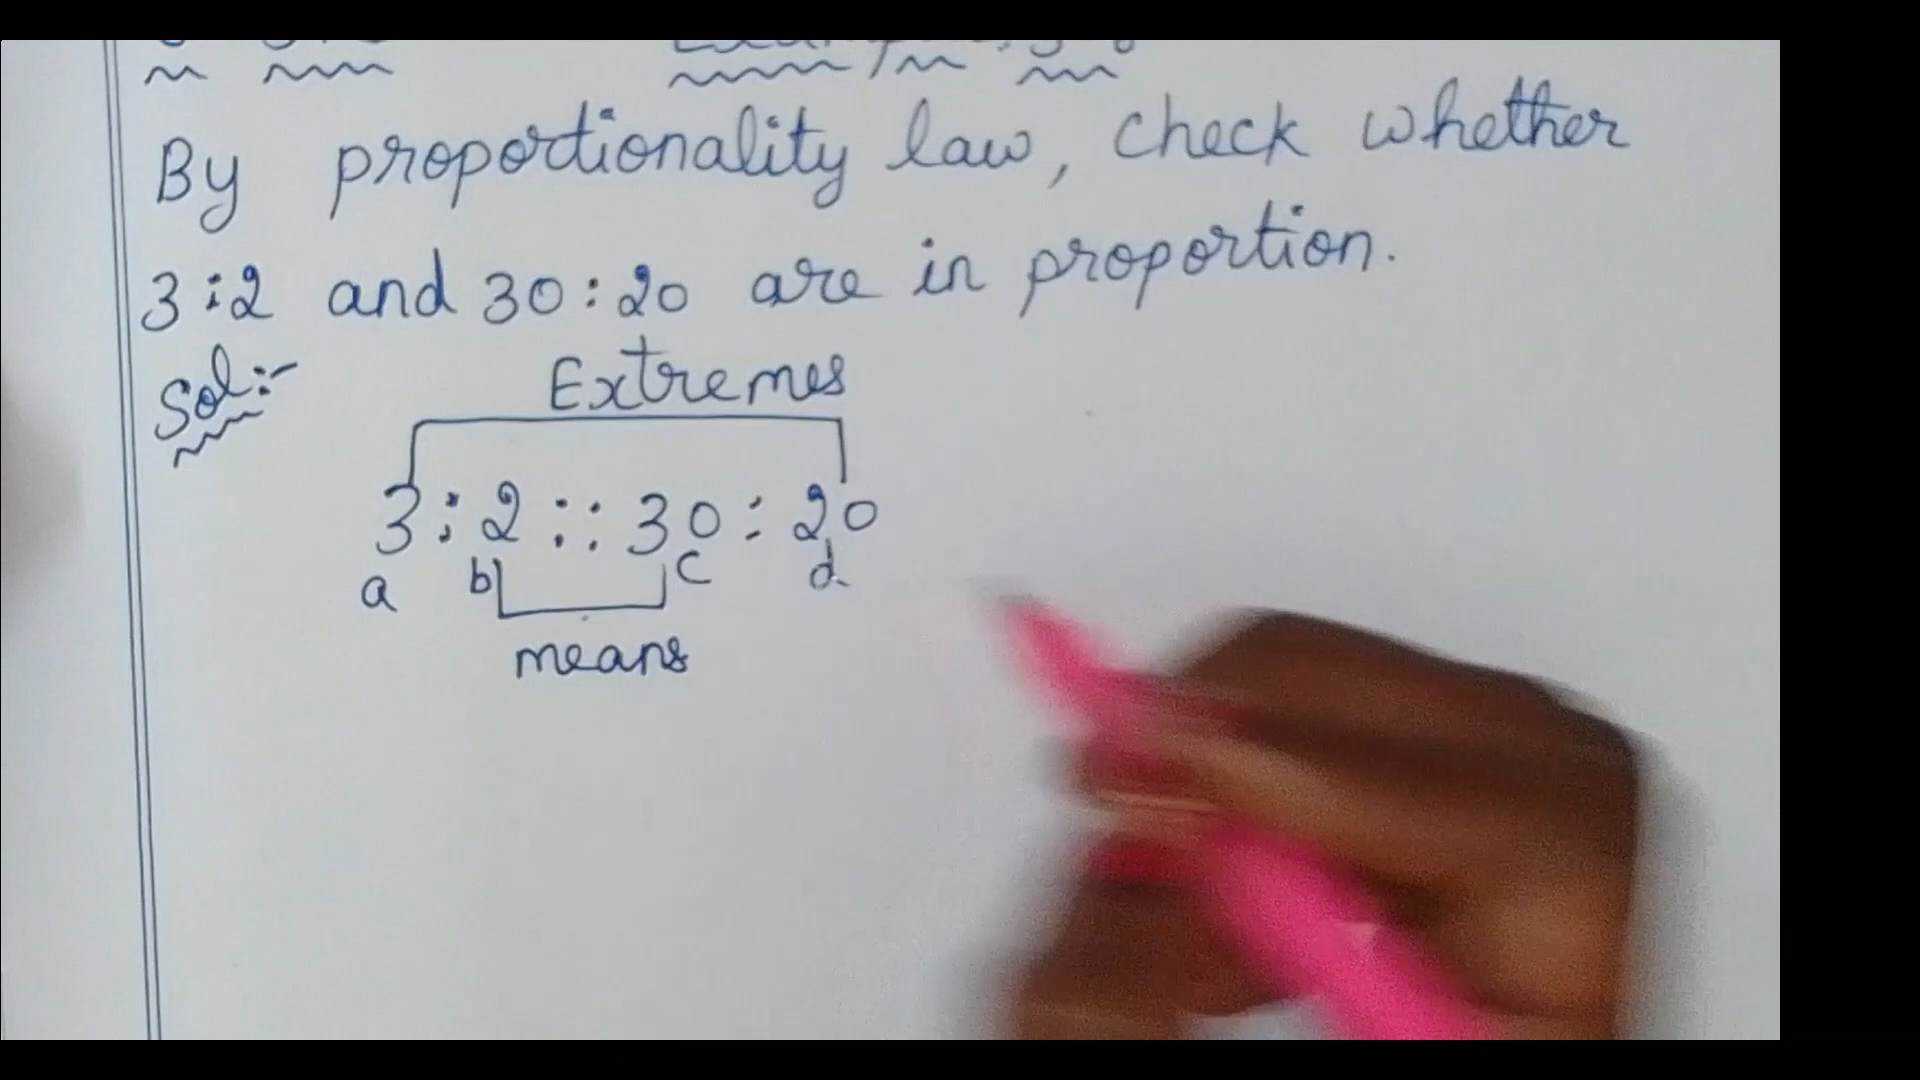 By proportionality law, check whether
3:2 and 30:20 are in proportion.
Sol:-
Extremes
3:2::30:20
a b c d
means